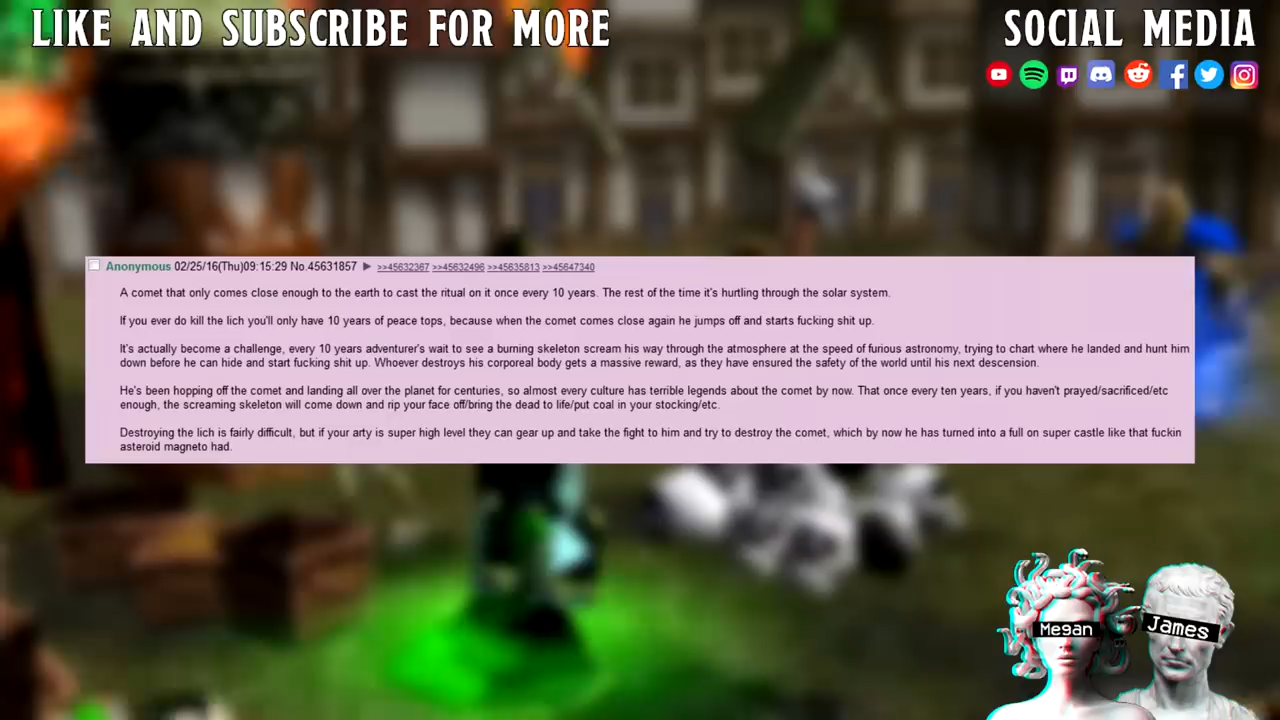 LIKE AND SUBSCRIBE FOR MORE
SOCIAL MEDIA
Anonymous 02/25/16(Thu)09:15:29 No.45631857 ▶ >>45632367 >>45632496 >>45635813 >>45647340
A comet that only comes close enough to the earth to cast the ritual on it once every 10 years. The rest of the time it's hurtling through the solar system.
If you ever do kill the lich you'll only have 10 years of peace tops, because when the comet comes close again he jumps off and starts fucking shit up.
It's actually become a challenge, every 10 years adventurer's wait to see a burning skeleton scream his way through the atmosphere at the speed of furious astronomy, trying to chart where he landed and hunt him
down before he can hide and start fucking shit up. Whoever destroys his corporeal body gets a massive reward, as they have ensured the safety of the world until his next descension.
He's been hopping off the comet and landing all over the planet for centuries, so almost every culture has terrible legends about the comet by now. That once every ten years, if you haven't prayed/sacrificed/etc
enough, the screaming skeleton will come down and rip your face off/bring the dead to life/put coal in your stocking/etc.
Destroying the lich is fairly difficult, but if your arty is super high level they can gear up and take the fight to him and try to destroy the comet, which by now he has turned into a full on super castle like that fuckin
asteroid magneto had.
Megan
James